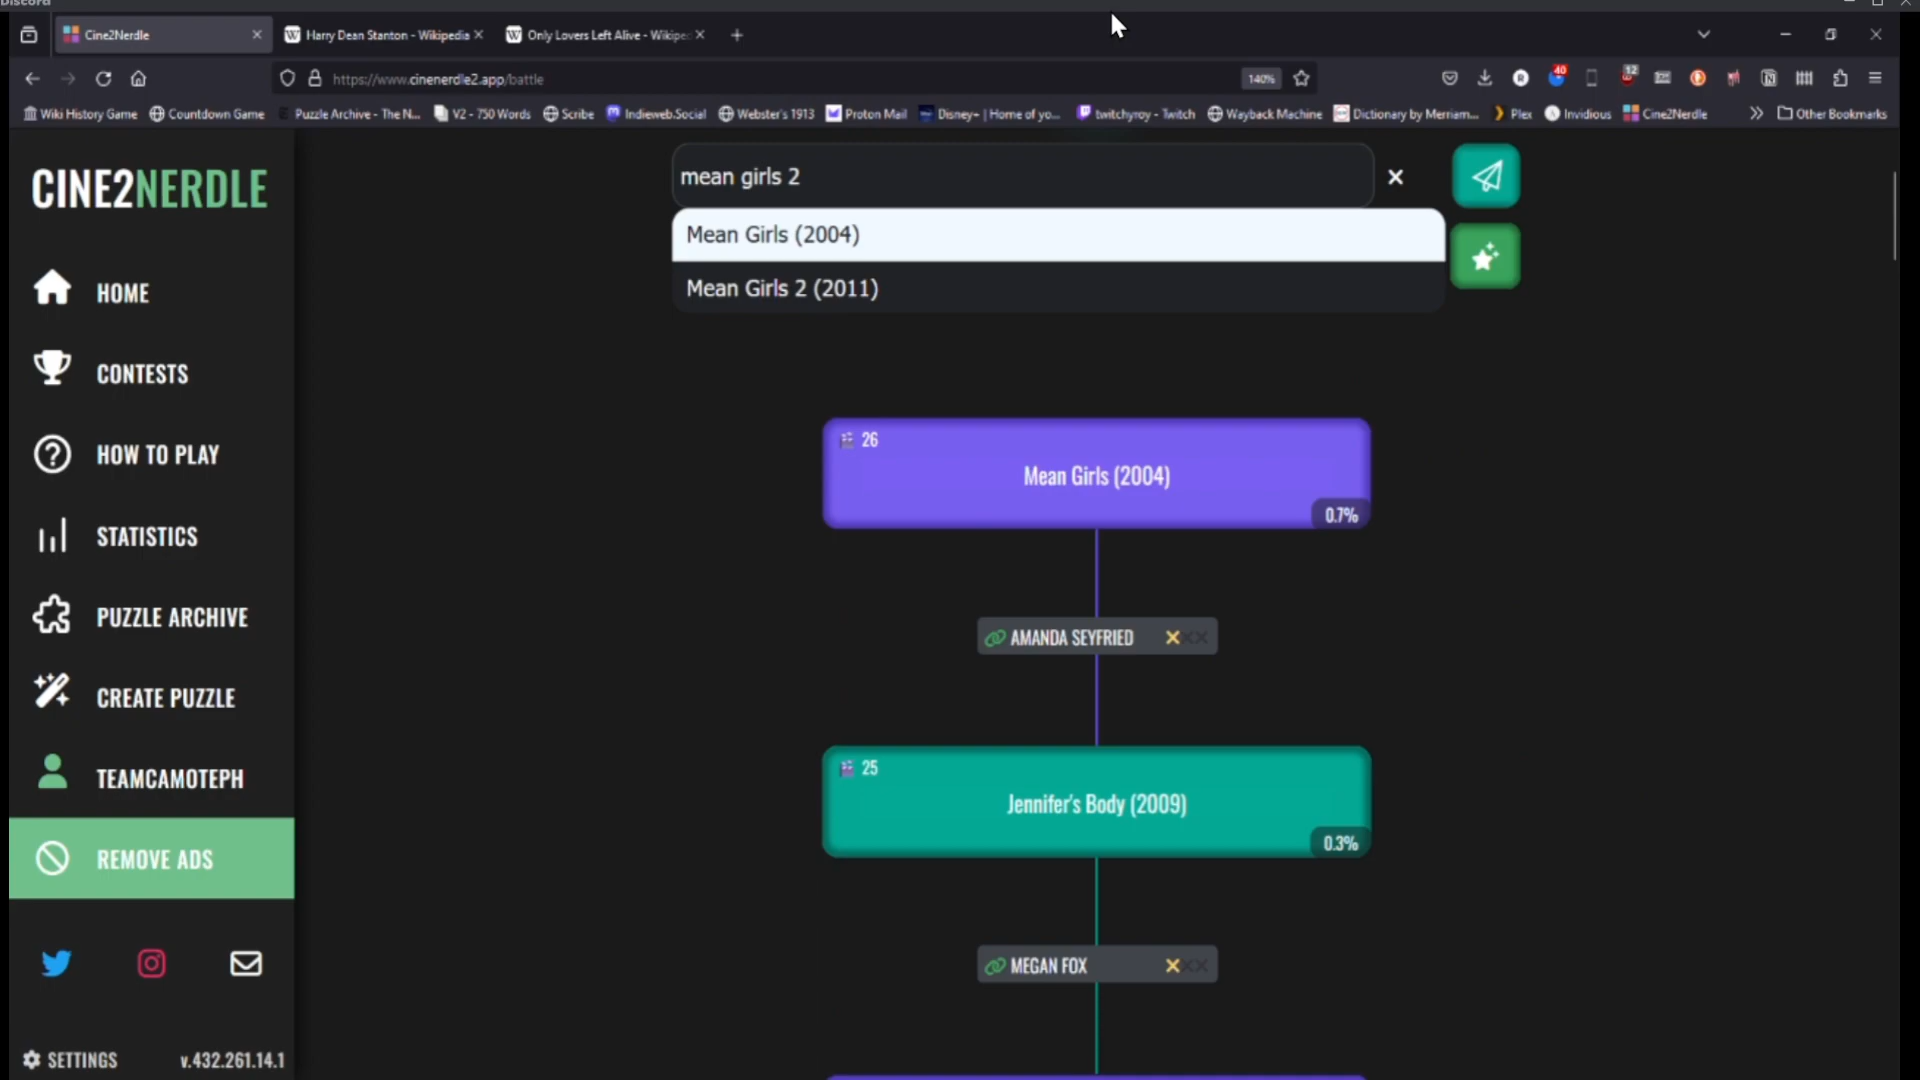 Discord
Cine2Nerdle
Harry Dean Stanton - Wikipedia
Only Lovers Left Alive - Wikipe
https://www.cinenerdle2.app/battle
140%
40
12
Wiki History Game
Countdown Game
Puzzle Archive - The N...
V2 - 750 Words
Scribe
Indieweb.Social
Webster's 1913
Proton Mail
Disney+ | Home of yo...
twitchyroy - Twitch
Wayback Machine
Dictionary by Merriam...
Plex
Invidious
Cine2Nerdle
Other Bookmarks
CINE2NERDLE
HOME
CONTESTS
HOW TO PLAY
STATISTICS
PUZZLE ARCHIVE
CREATE PUZZLE
TEAMCAMOTEPH
REMOVE ADS
SETTINGS
v.432.261.14.1
mean girls 2
Mean Girls (2004)
Mean Girls 2 (2011)
26
Mean Girls (2004)
0.7%
AMANDA SEYFRIED
25
Jennifer's Body (2009)
0.3%
MEGAN FOX